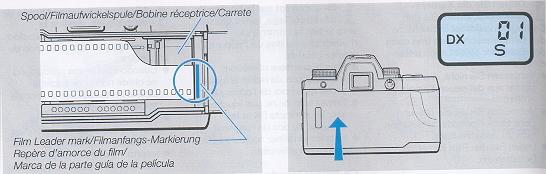 Spool/Filmaufwickelspule/Bobine réceptrice/Carrete
Film Leader mark/Filmanfangs-Markierung
Repère d'amorce du film/
Marca de la parte guía de la película
DX 01
S